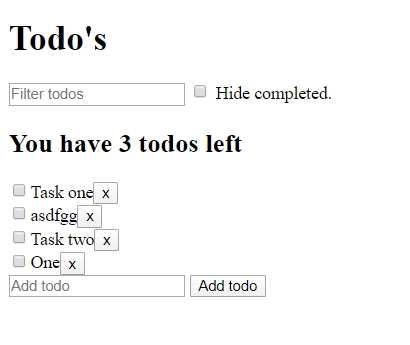 Todo's
Filter todos Hide completed.
You have 3 todos left
Task one x
asdfgg x
Task two x
One x
Add todo Add todo